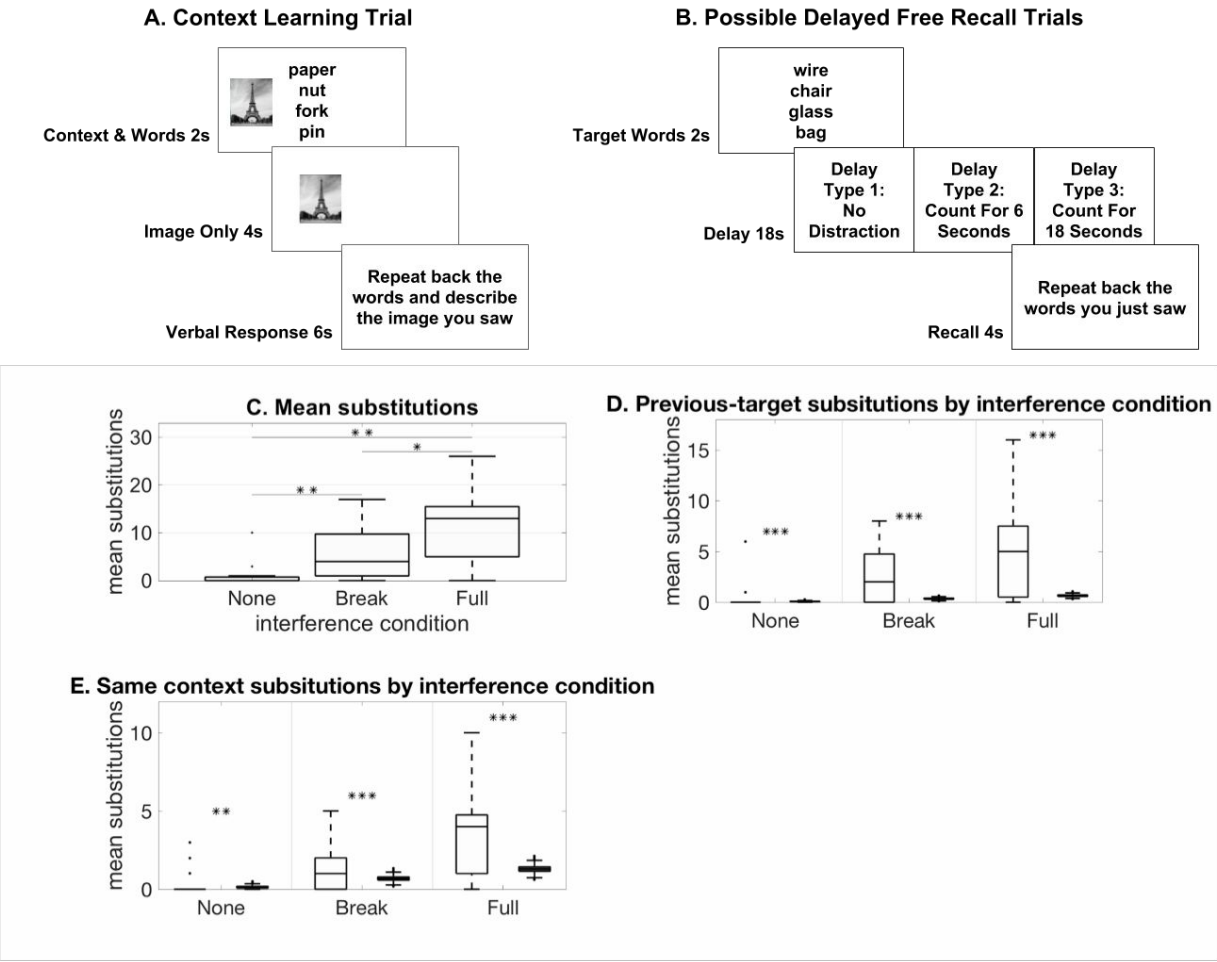 A. Context Learning Trial
paper
nut
fork
pin
Context & Words 2s
Image Only 4s
Repeat back the
words and describe
the image you saw
Verbal Response 6s
B. Possible Delayed Free Recall Trials
wire
chair
glass
bag
Target Words 2s
Delay
Type 1:
No
Distraction
Delay
Type 2:
Count For 6
Seconds
Delay
Type 3:
Count For
18 Seconds
Delay 18s
Repeat back the
words you just saw
Recall 4s
C. Mean substitutions
mean substitutions
30
20
10
0
**
*
**
None
Break
Full
interference condition
D. Previous-target subsitutions by interference condition
mean substitutions
15
10
5
0
***
***
***
None
Break
Full
E. Same context subsitutions by interference condition
mean substitutions
10
5
0
**
***
***
None
Break
Full